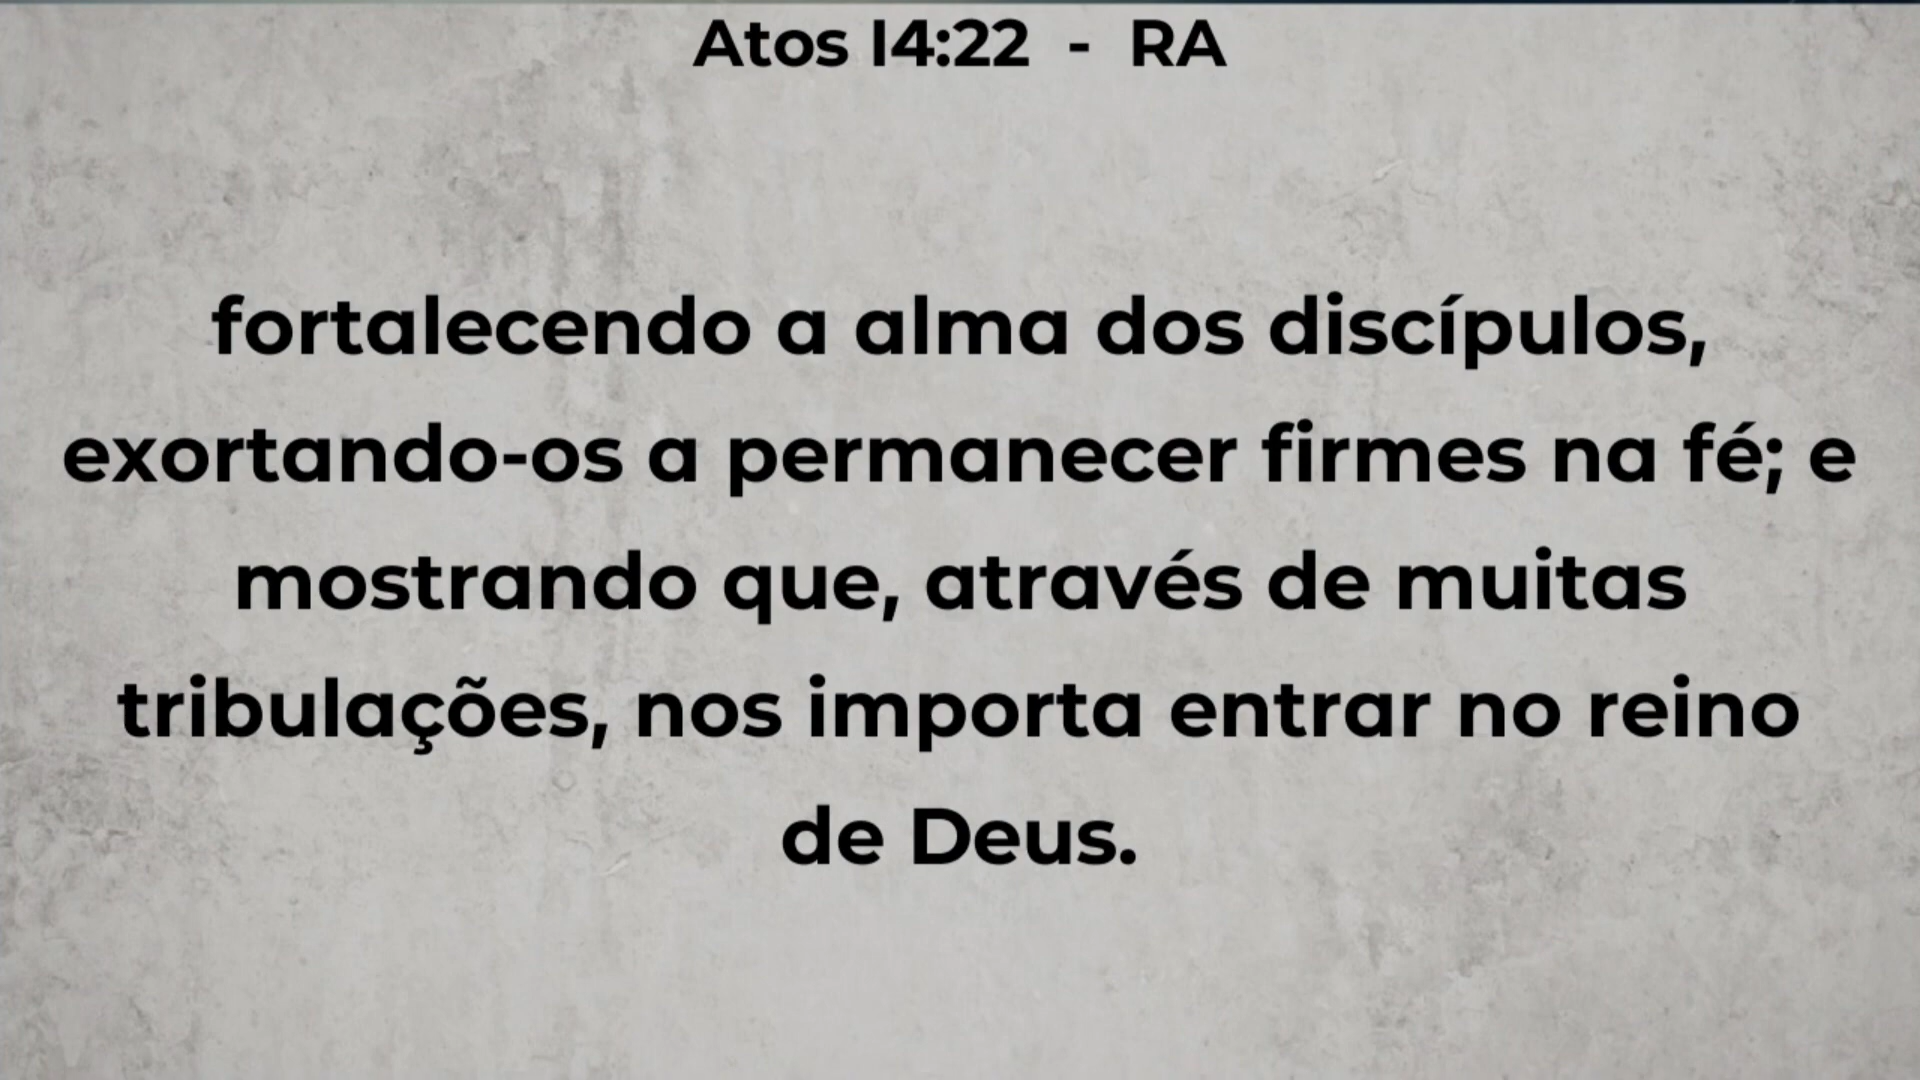 Atos 14:22 - RA
fortalecendo a alma dos discípulos,
exortando-os a permanecer firmes na fé; e
mostrando que, através de muitas
tribulações, nos importa entrar no reino
de Deus.